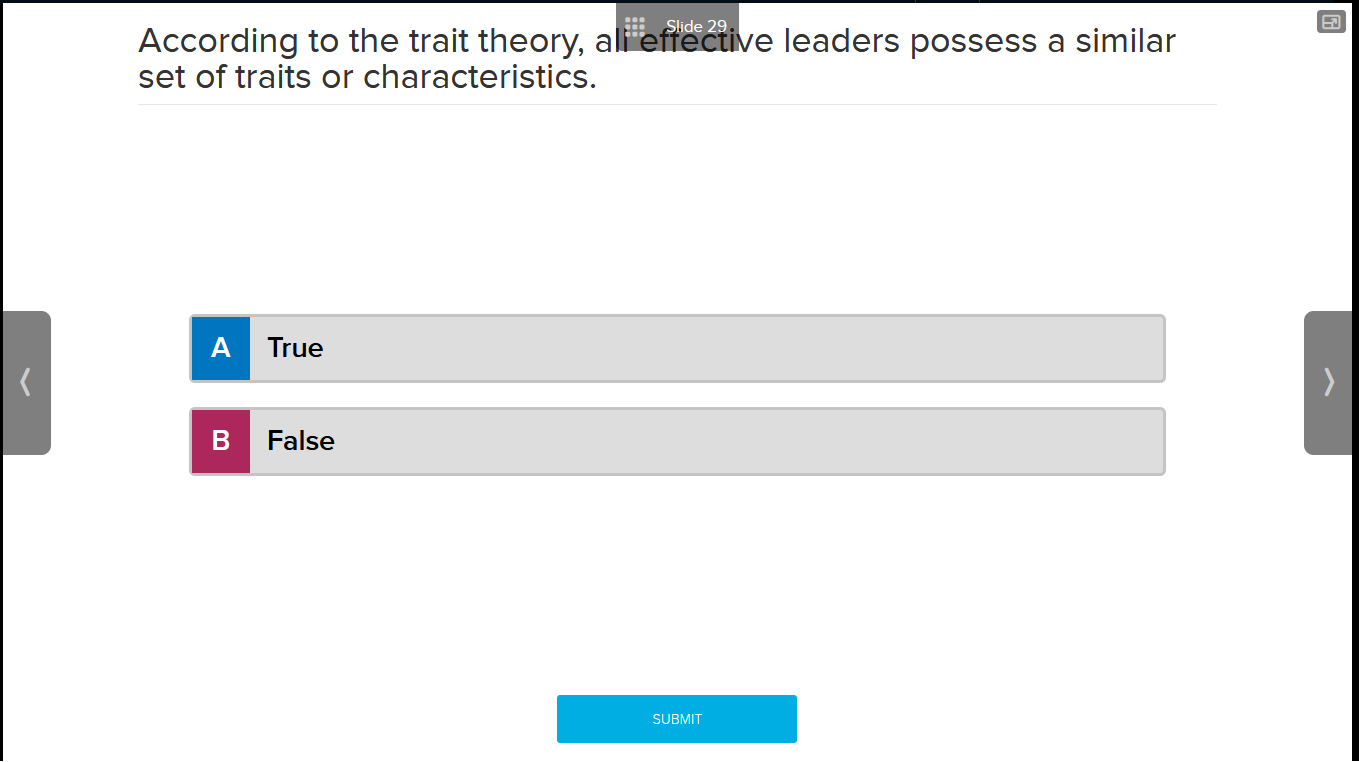 Slide 29
According to the trait theory, all effective leaders possess a similar
set of traits or characteristics.
A True
B False
SUBMIT